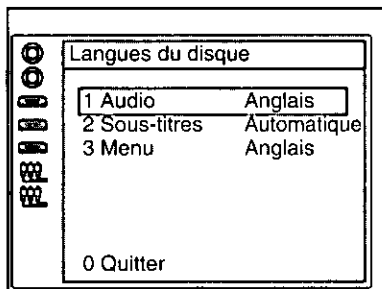 Langues du disque
1 Audio Anglais
2 Sous-titres Automatique
3 Menu Anglais
0 Quitter